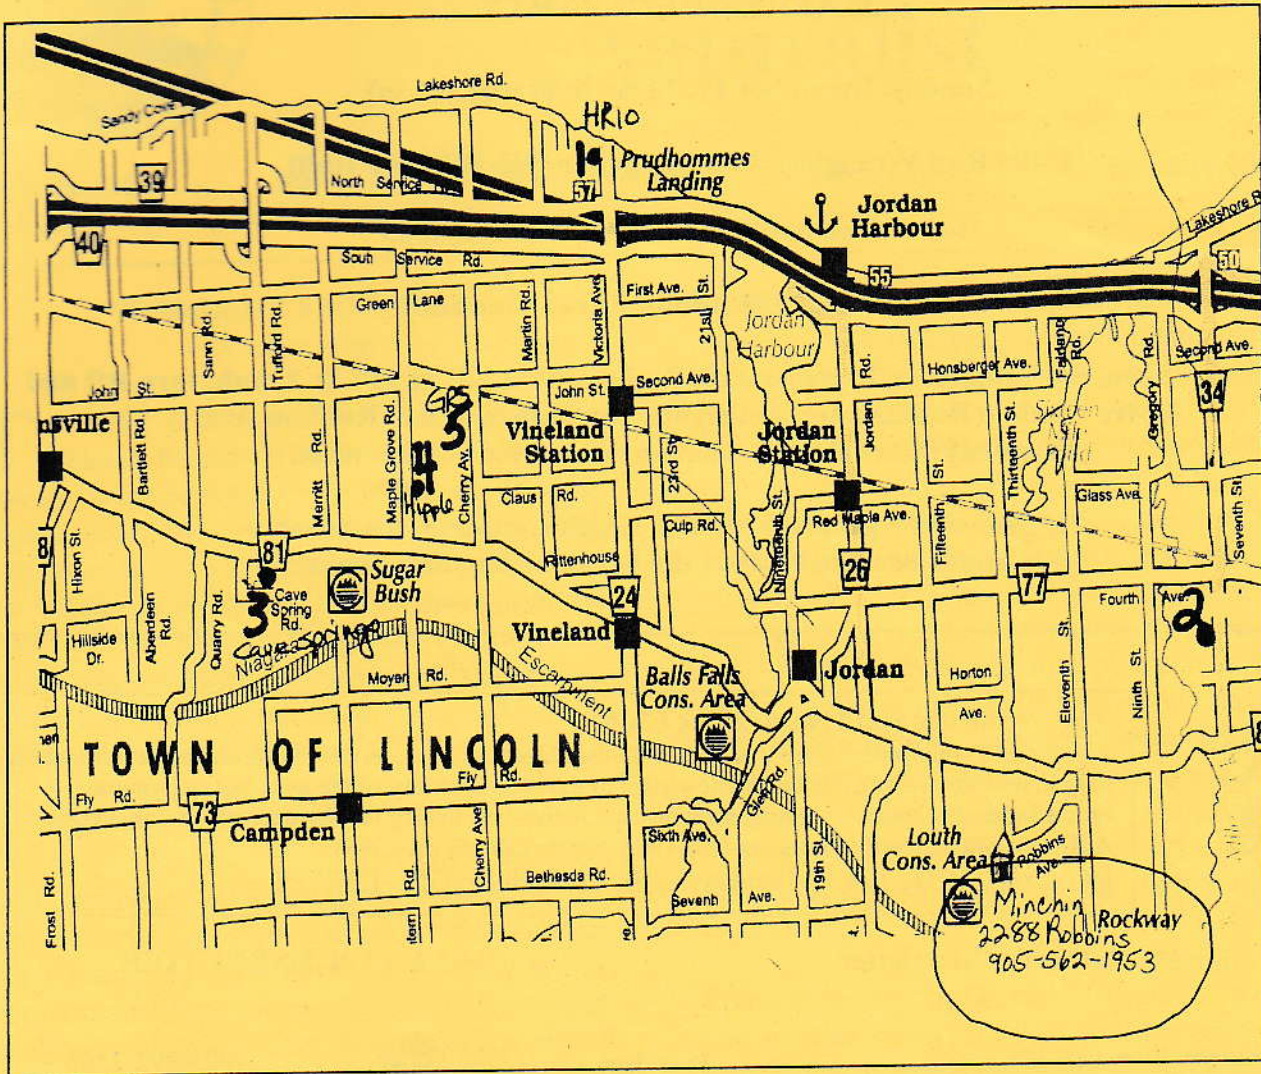 Lakeshore Rd.
Sandy Cove
HR10
39
North Service
57
Prudhommes
Landing
Jordan
Harbour
Lakeshore R
40
South Service Rd.
55
50
Green Lane
First Ave.
21st St.
Jordan
Harbour
Sann Rd.
Tufford Rd.
Martin Rd.
Victoria Ave
Rd.
Honsberger Ave.
Rd.
Rd.
Second Ave.
John St.
John St.
Second Ave.
34
nsville
Bartlett Rd.
Merritt Rd.
Maple Grove Rd.
GPS
3
Cherry Av.
Vineland
Station
23rd St.
Jordan
Station
Jordan
Thirteenth St.
Gregory
4
Hipple
Claus Rd.
Culp Rd.
Nineteenth St.
Red Maple Ave.
Fifteenth St.
Glass Ave.
Seventh St.
8
Hixon St.
81
Rittenhouse
Sugar
Bush
Cave
Spring
Rd.
3
24
26
77
Fourth Ave.
2
Hillside
Dr.
Aberdeen
Rd.
Quarry Rd.
Niagara
Escarpment
Vineland
Moyer Rd.
Balls Falls
Cons. Area
Jordan
Horton
Ave.
Eleventh St.
Ninth St.
8
TOWN OF LINCOLN
Fly Rd.
Fly Rd.
73
Campden
Cherry Ave
Sixth Ave.
Glen Rd.
19th St.
Louth
Cons. Area
Robbins
Ave.
Frost Rd.
Rd.
Bethesda Rd.
Seventh Ave.
Minchin
Rockway
2288 Robbins
905-562-1953